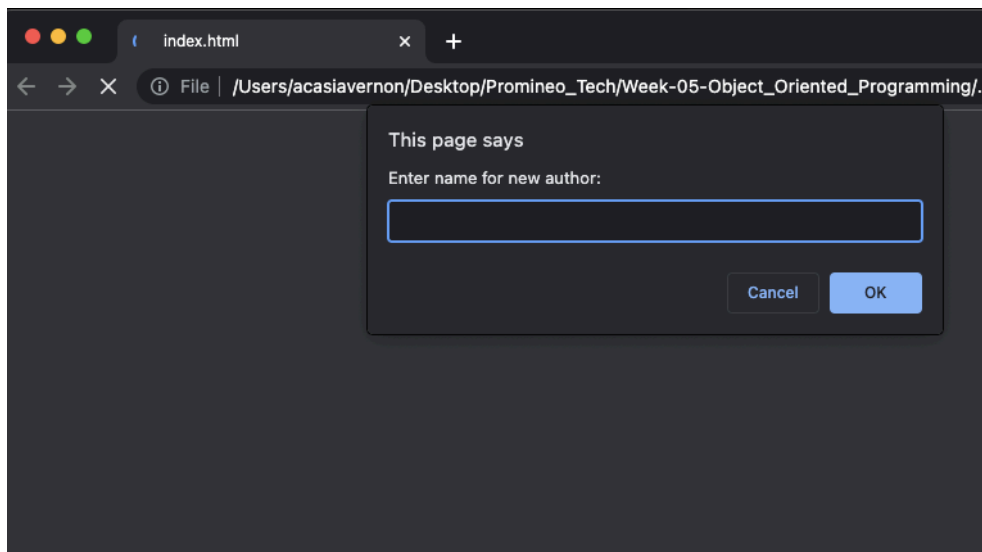 index.html
File /Users/acasiavernon/Desktop/Promineo_Tech/Week-05-Object_Oriented_Programming/.
This page says
Enter name for new author:
Cancel OK